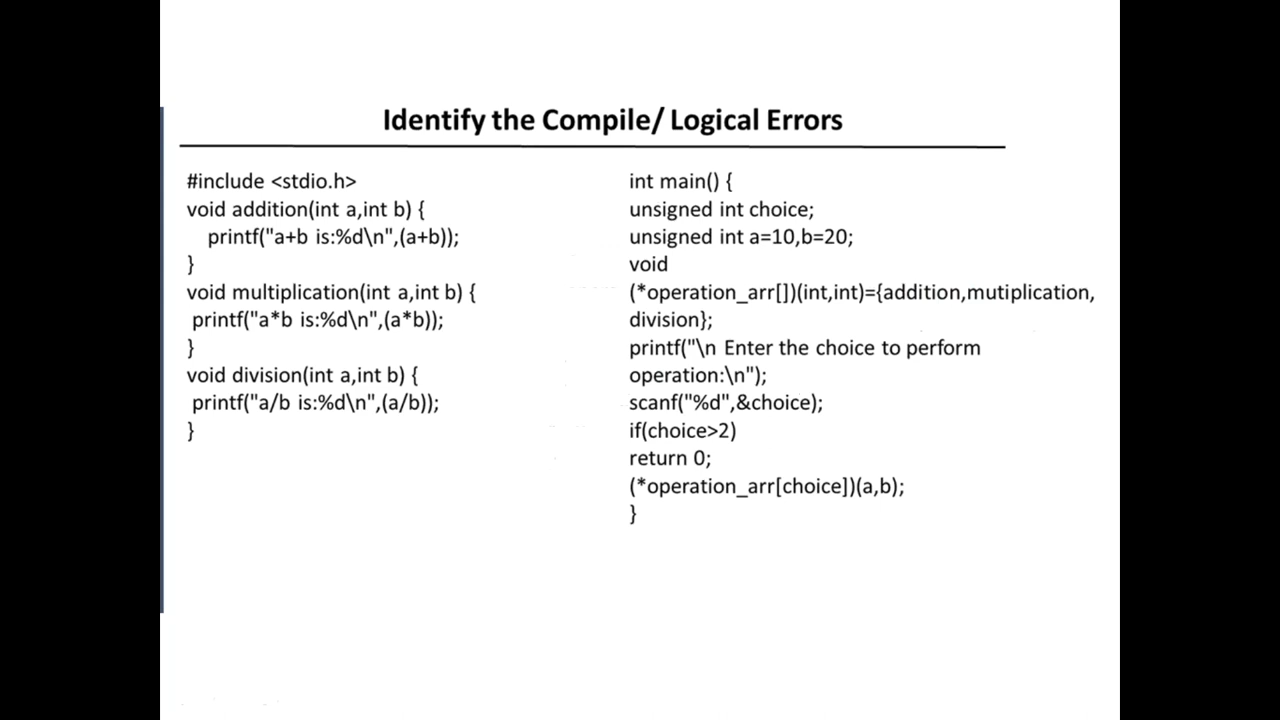 Identify the Compile/ Logical Errors
#include <stdio.h>
void addition(int a,int b) {
printf("a+b is:%d\n",(a+b));
}
void multiplication(int a,int b) {
printf("a*b is:%d\n",(a*b));
}
void division(int a,int b) {
printf("a/b is:%d\n",(a/b));
}
int main() {
unsigned int choice;
unsigned int a=10,b=20;
void
(*operation_arr[])(int,int)={addition,mutiplication,
division};
printf("\n Enter the choice to perform
operation:\n");
scanf("%d",&choice);
if(choice>2)
return 0;
(*operation_arr[choice])(a,b);
}